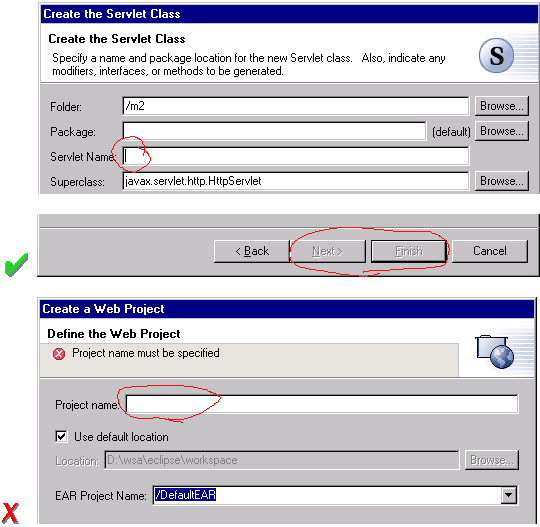 Create the Servlet Class
Create the Servlet Class
Specify a name and package location for the new Servlet class. Also, indicate any
modifiers, interfaces, or methods to be generated.
S
Folder: /m2 Browse...
Package: (default) Browse...
Servlet Name:
Superclass: javax.servlet.http.HttpServlet Browse...
< Back Next > Finish Cancel
Create a Web Project
Define the Web Project
Project name must be specified
Project name:
Use default location
Location: D:\wsa\eclipse\workspace Browse...
EAR Project Name: /DefaultEAR
X